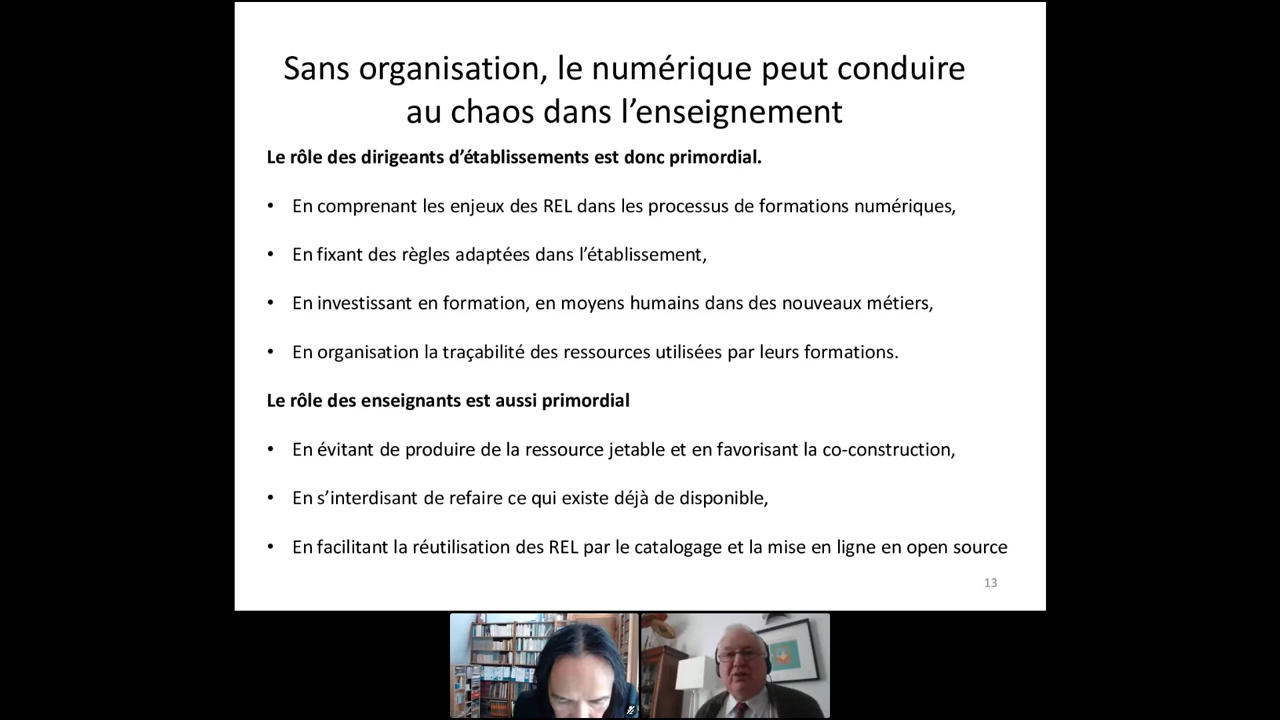 Sans organisation, le numérique peut conduire
au chaos dans l’enseignement
Le rôle des dirigeants d’établissements est donc primordial.
• En comprenant les enjeux des REL dans les processus de formations numériques,
• En fixant des règles adaptées dans l’établissement,
• En investissant en formation, en moyens humains dans des nouveaux métiers,
• En organisation la traçabilité des ressources utilisées par leurs formations.
Le rôle des enseignants est aussi primordial
• En évitant de produire de la ressource jetable et en favorisant la co-construction,
• En s’interdisant de refaire ce qui existe déjà de disponible,
• En facilitant la réutilisation des REL par le catalogage et la mise en ligne en open source
13